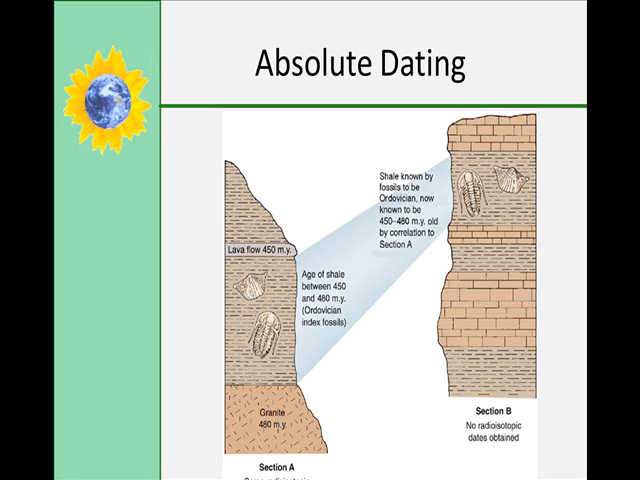 Absolute Dating
Shale known by
fossils to be
Ordovician, now
known to be
450–480 m.y. old
by correlation to
Section A
Lava flow 450 m.y.
Age of shale
between 450
and 480 m.y.
(Ordovician
index fossils)
Granite
480 m.y.
Section B
No radioisotopic
dates obtained
Section A